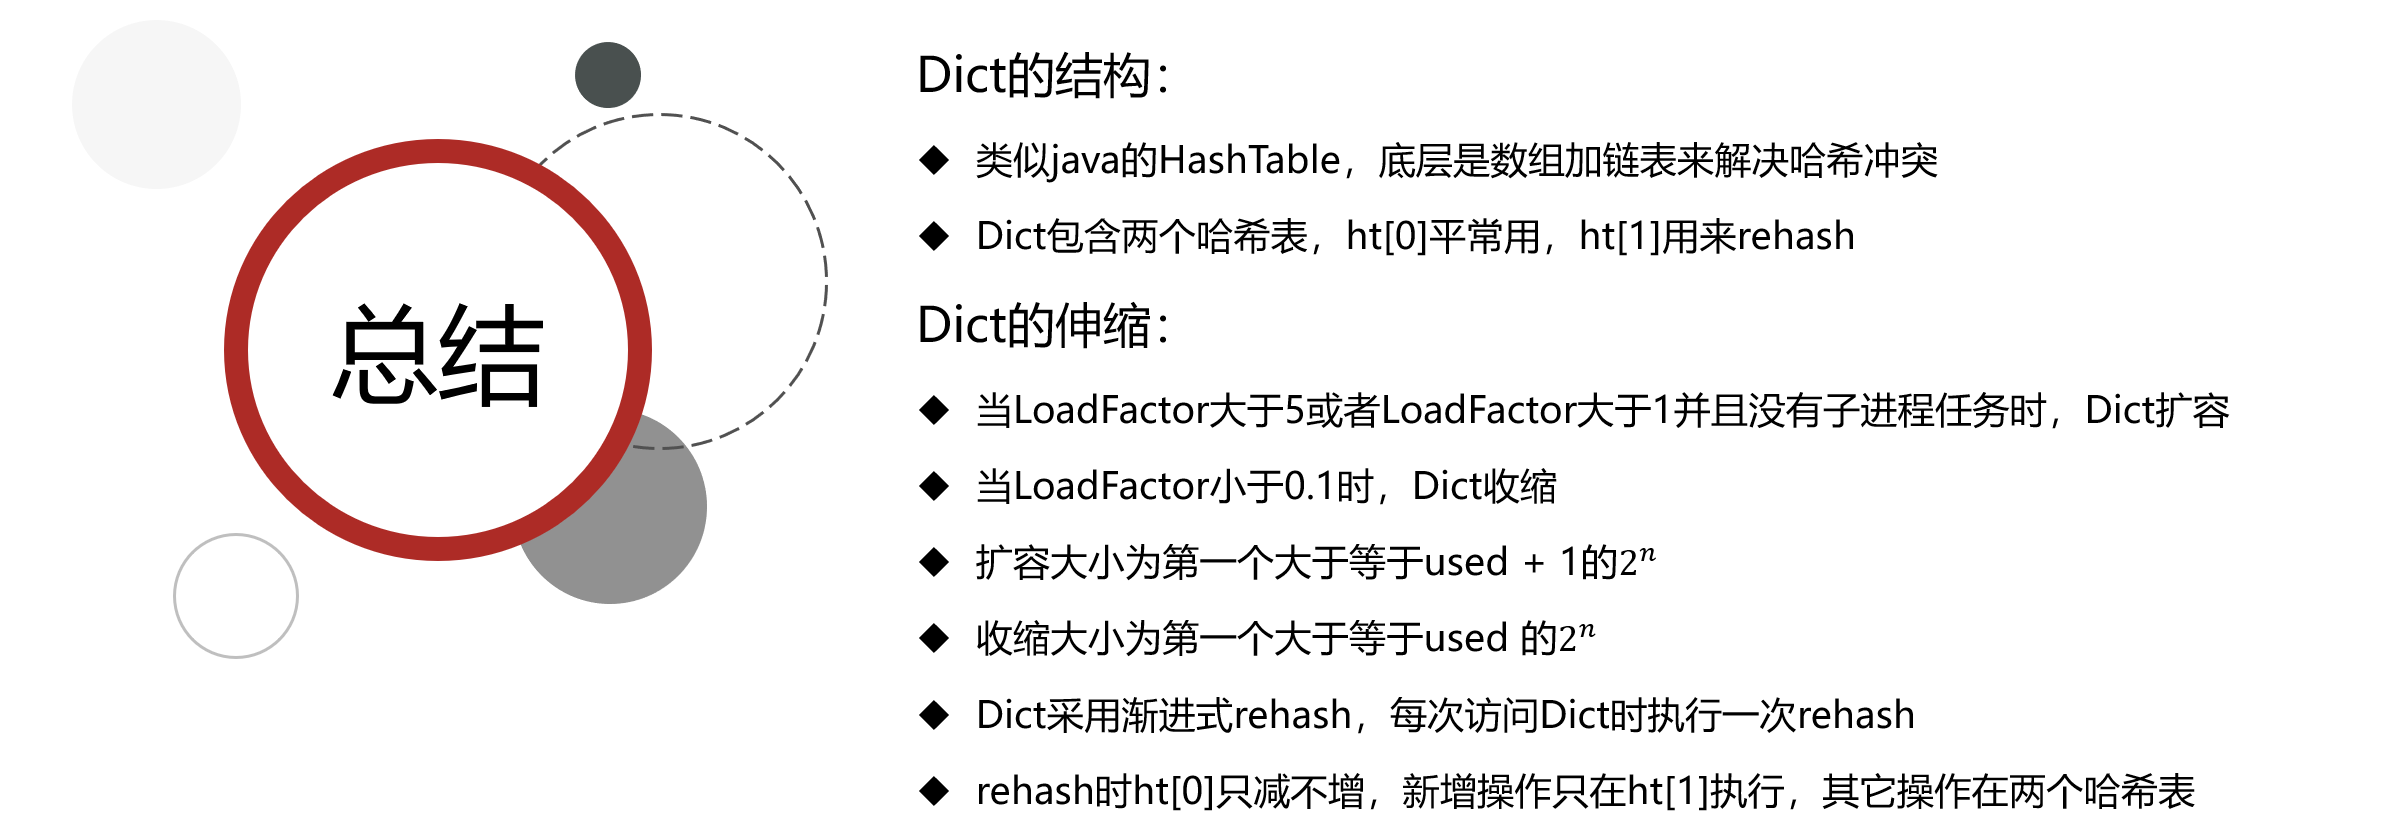 总结
Dict的结构：
◆ 类似java的HashTable，底层是数组加链表来解决哈希冲突
◆ Dict包含两个哈希表，ht[0]平常用，ht[1]用来rehash
Dict的伸缩：
◆ 当LoadFactor大于5或者LoadFactor大于1并且没有子进程任务时，Dict扩容
◆ 当LoadFactor小于0.1时，Dict收缩
◆ 扩容大小为第一个大于等于used + 1的2ⁿ
◆ 收缩大小为第一个大于等于used 的2ⁿ
◆ Dict采用渐进式rehash，每次访问Dict时执行一次rehash
◆ rehash时ht[0]只减不增，新增操作只在ht[1]执行，其它操作在两个哈希表